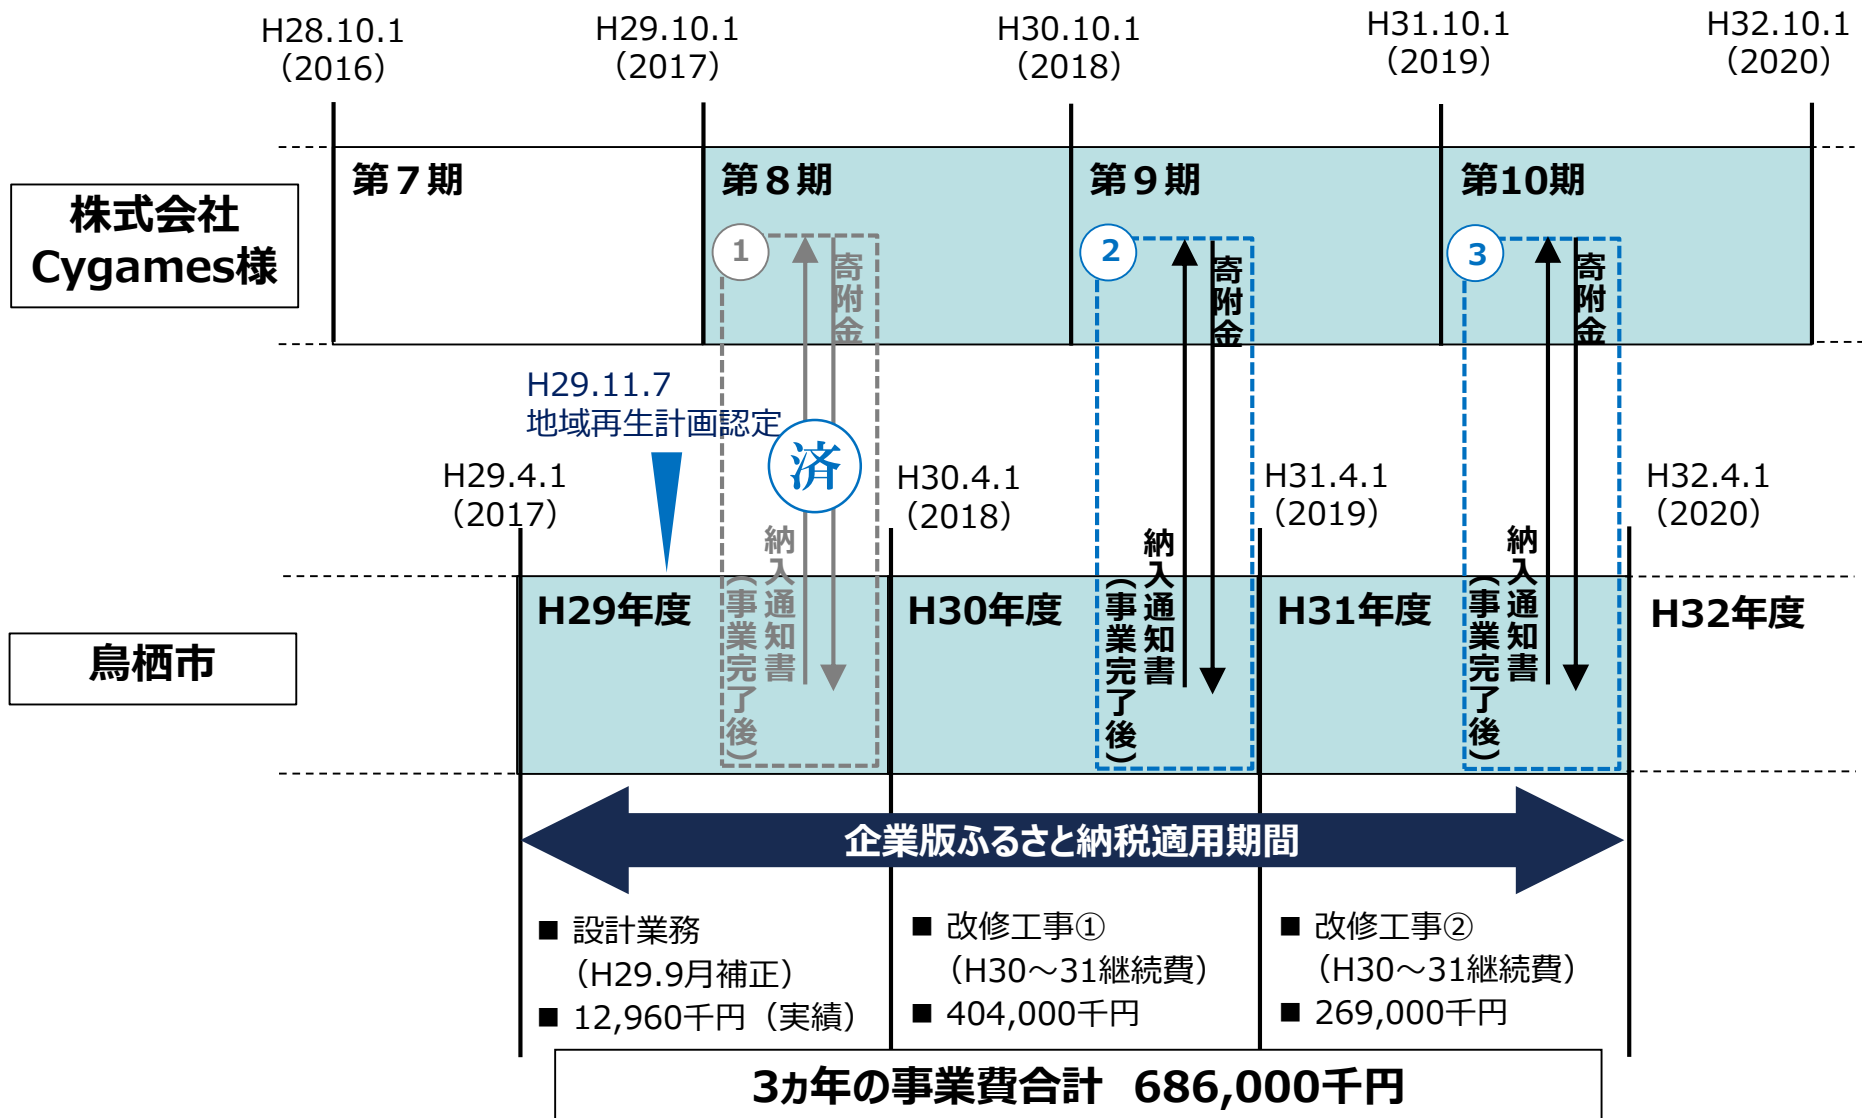 H28.10.1
（2016）
H29.10.1
（2017）
H30.10.1
（2018）
H31.10.1
（2019）
H32.10.1
（2020）
株式会社
Cygames様
第７期
第８期
第９期
第10期
1
寄附金
2
寄附金
3
寄附金
H29.11.7
地域再生計画認定
済
H29.4.1
（2017）
H30.4.1
（2018）
H31.4.1
（2019）
H32.4.1
（2020）
鳥栖市
H29年度
納入通知書
（事業完了後）
H30年度
納入通知書
（事業完了後）
H31年度
納入通知書
（事業完了後）
H32年度
企業版ふるさと納税適用期間
■ 設計業務
（H29.9月補正）
■ 12,960千円（実績）
■ 改修工事①
（H30～31継続費）
■ 404,000千円
■ 改修工事②
（H30～31継続費）
■ 269,000千円
3ヵ年の事業費合計 686,000千円